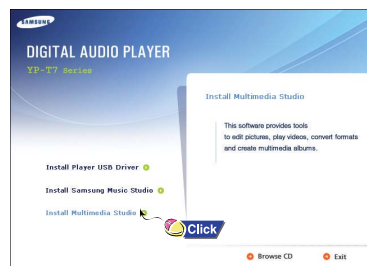 SAMSUNG
DIGITAL AUDIO PLAYER
YP-T7 Series
Install Multimedia Studio
This software provides tools
to edit pictures, play videos, convert formats
and create multimedia albums.
Install Player USB Driver
Install Samsung Music Studio
Install Multimedia Studio
Click
Browse CD
Exit